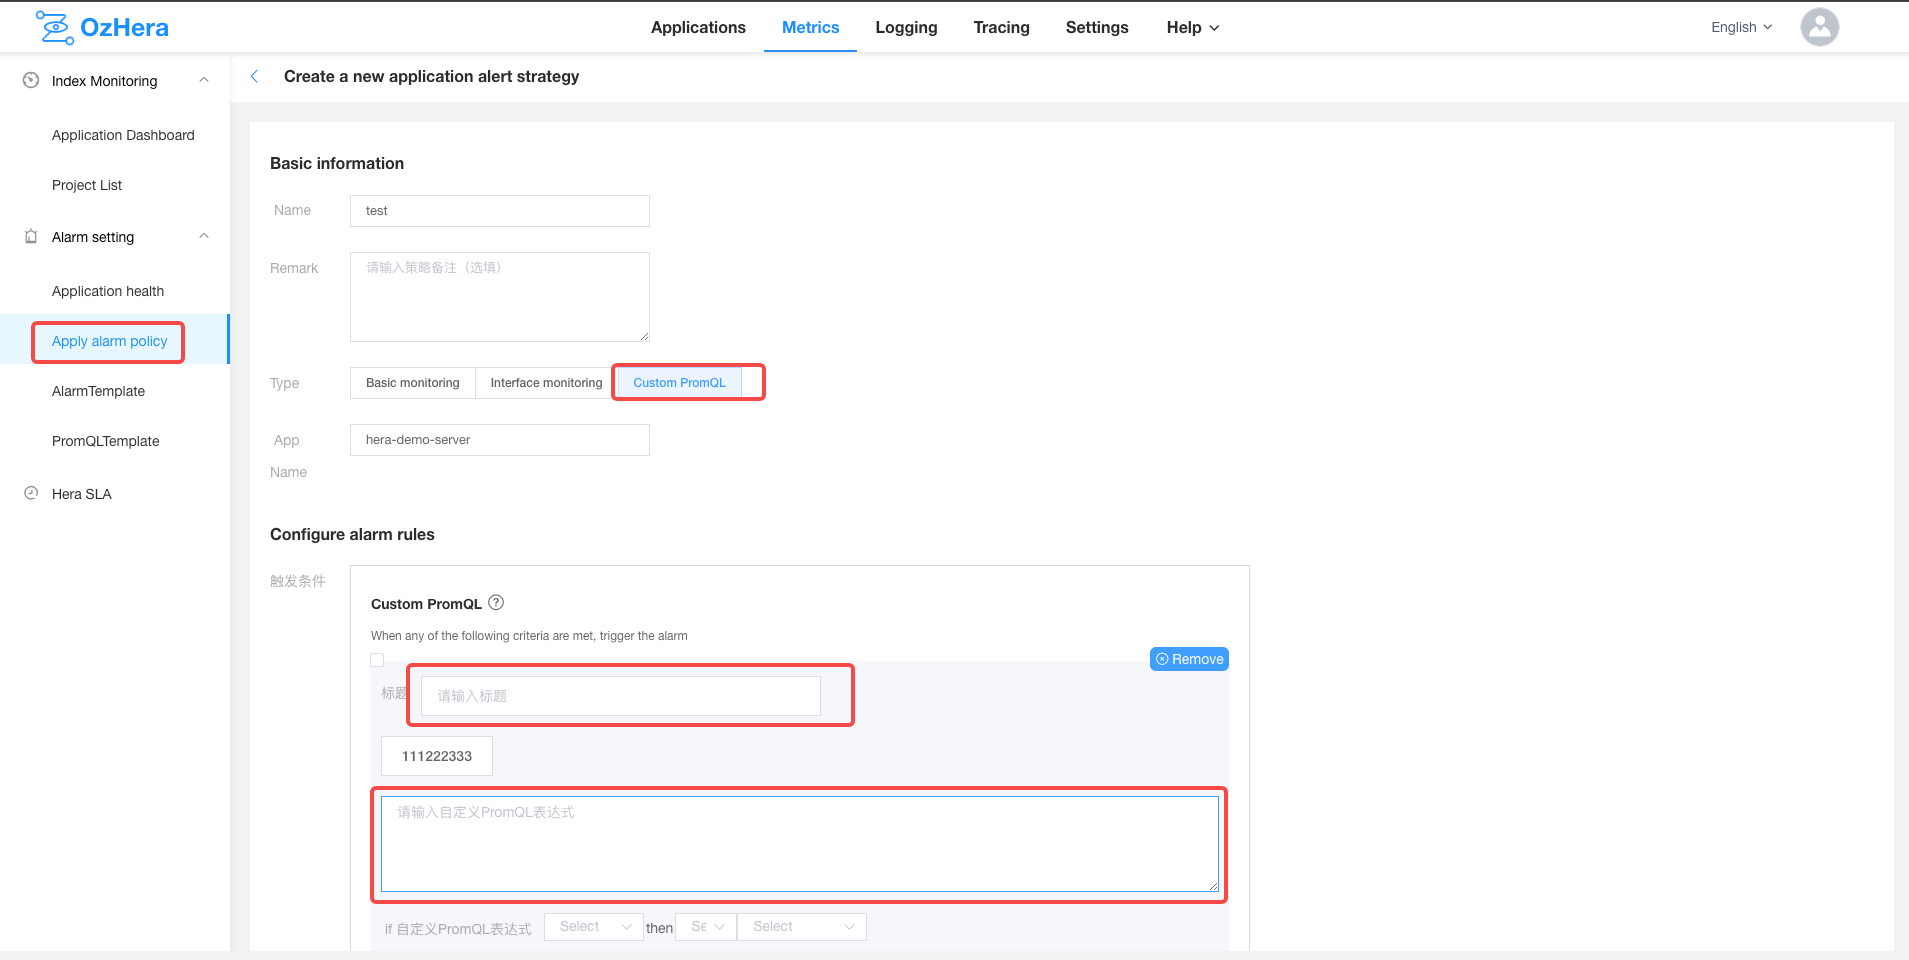 OzHera
Applications Metrics Logging Tracing Settings Help
English
Index Monitoring
Application Dashboard
Project List
Alarm setting
Application health
Apply alarm policy
AlarmTemplate
PromQLTemplate
Hera SLA
Create a new application alert strategy
Basic information
Name test
Remark 请输入策略备注（选填）
Type Basic monitoring Interface monitoring Custom PromQL
App Name hera-demo-server
Configure alarm rules
触发条件
Custom PromQL ?
When any of the following criteria are met, trigger the alarm
Remove
标题 请输入标题
111222333
请输入自定义PromQL表达式
if 自定义PromQL表达式 Select then Se Select